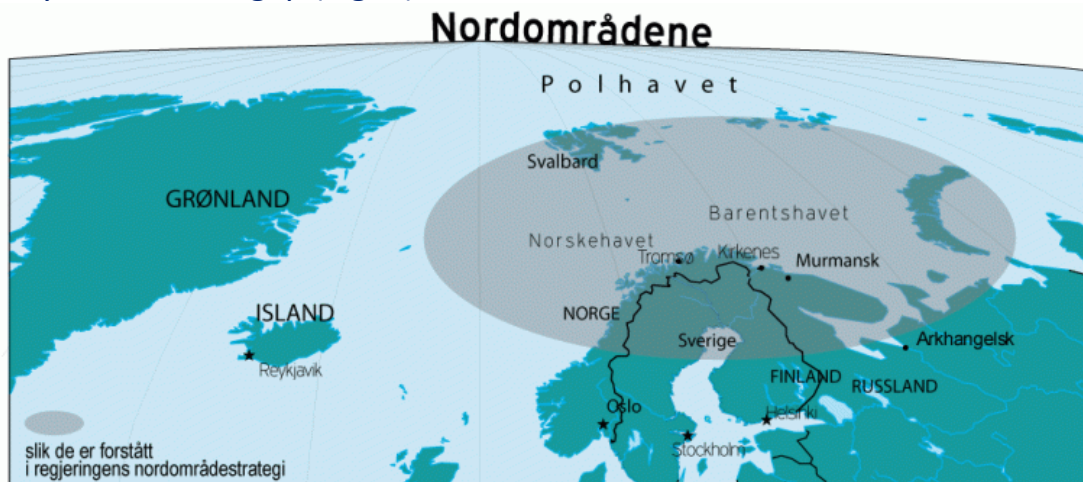 Nordområdene
Polhavet
Svalbard
GRØNLAND
Barentshavet
Norskehavet
Tromsø
Kirkenes
Murmansk
ISLAND
NORGE
Sverige
Arkhangelsk
Reykjavik
FINLAND
RUSSLAND
Oslo
Helsinki
Stockholm
slik de er forstått
i regjeringens nordområdestrategi